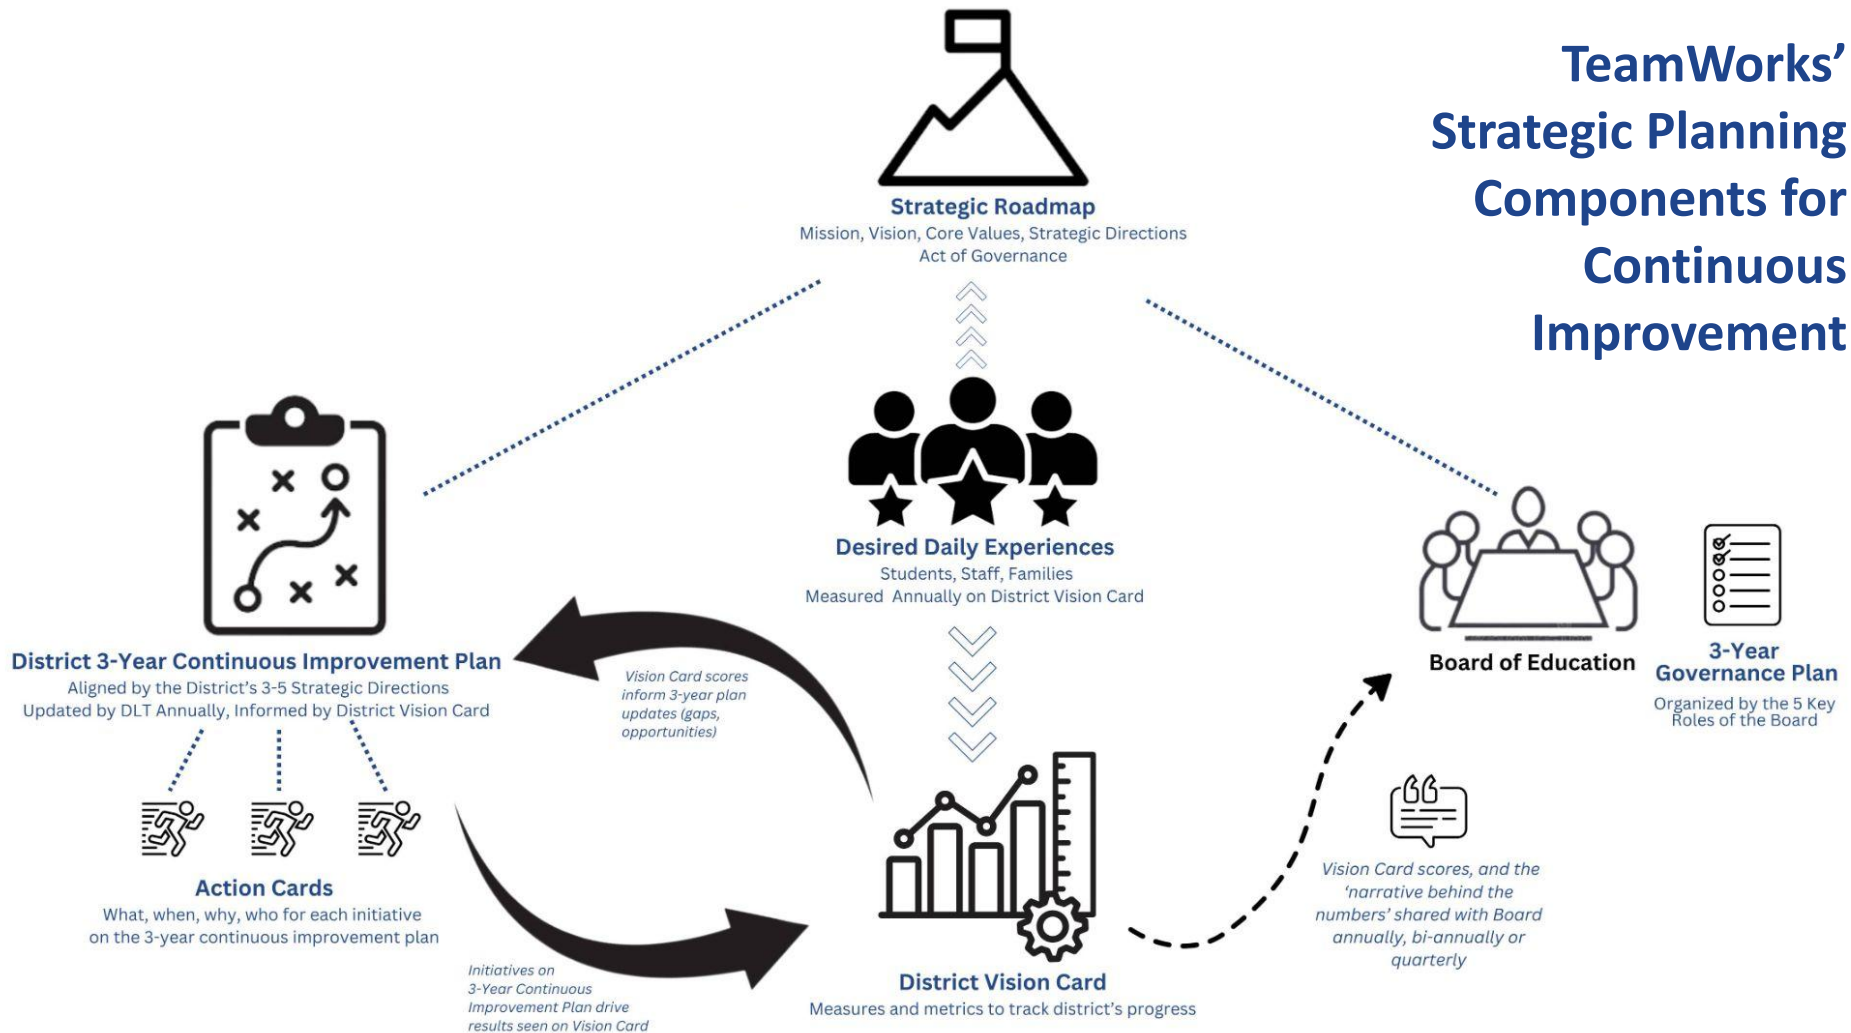 TeamWorks’
Strategic Planning
Components for
Continuous
Improvement
Strategic Roadmap
Mission, Vision, Core Values, Strategic Directions
Act of Governance
Desired Daily Experiences
Students, Staff, Families
Measured Annually on District Vision Card
District 3-Year Continuous Improvement Plan
Aligned by the District’s 3-5 Strategic Directions
Updated by DLT Annually, Informed by District Vision Card
Vision Card scores
inform 3-year plan
updates (gaps,
opportunities)
Board of Education
3-Year
Governance Plan
Organized by the 5 Key
Roles of the Board
Action Cards
What, when, why, who for each initiative
on the 3-year continuous improvement plan
Vision Card scores, and the
‘narrative behind the
numbers’ shared with Board
annually, bi-annually or
quarterly
Initiatives on
3-Year Continuous
Improvement Plan drive
results seen on Vision Card
District Vision Card
Measures and metrics to track district’s progress